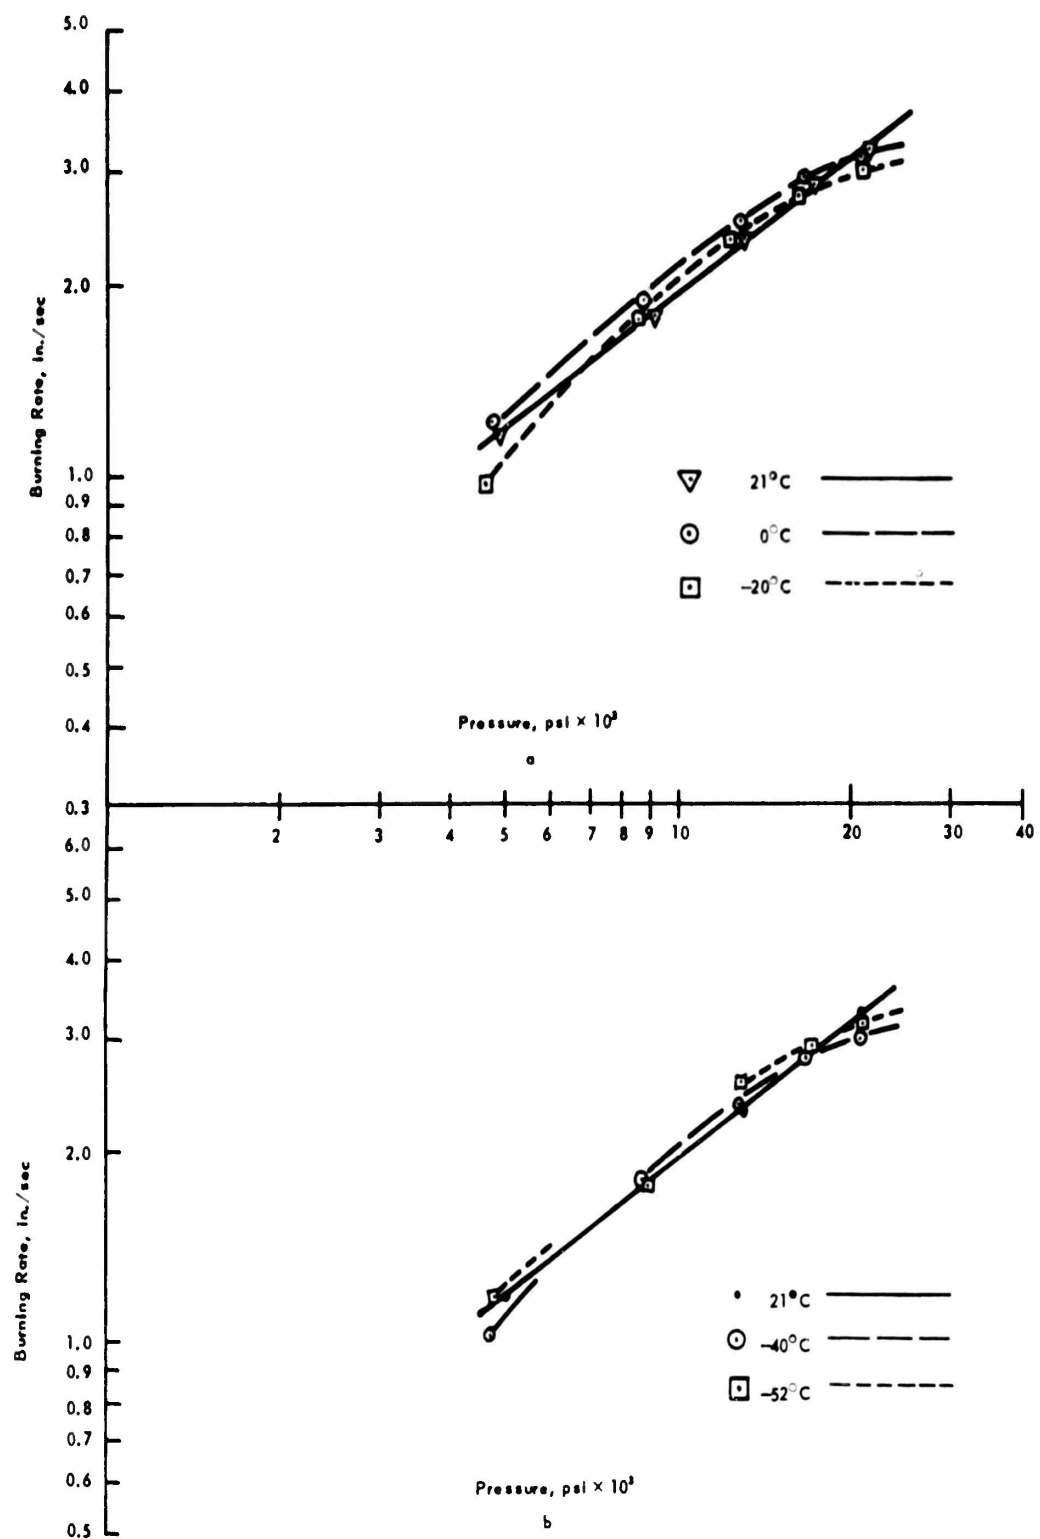 5.0
4.0
3.0
2.0
1.0
0.9
0.8
0.7
0.6
0.5
0.4
0.3
Burning Rate, in./sec
21°C
0°C
−20°C
Pressure, psi × 10³
a
2 3 4 5 6 7 8 9 10 20 30 40
6.0
5.0
4.0
3.0
2.0
1.0
0.9
0.8
0.7
0.6
0.5
Burning Rate, in./sec
21°C
−40°C
−52°C
Pressure, psi × 10³
b